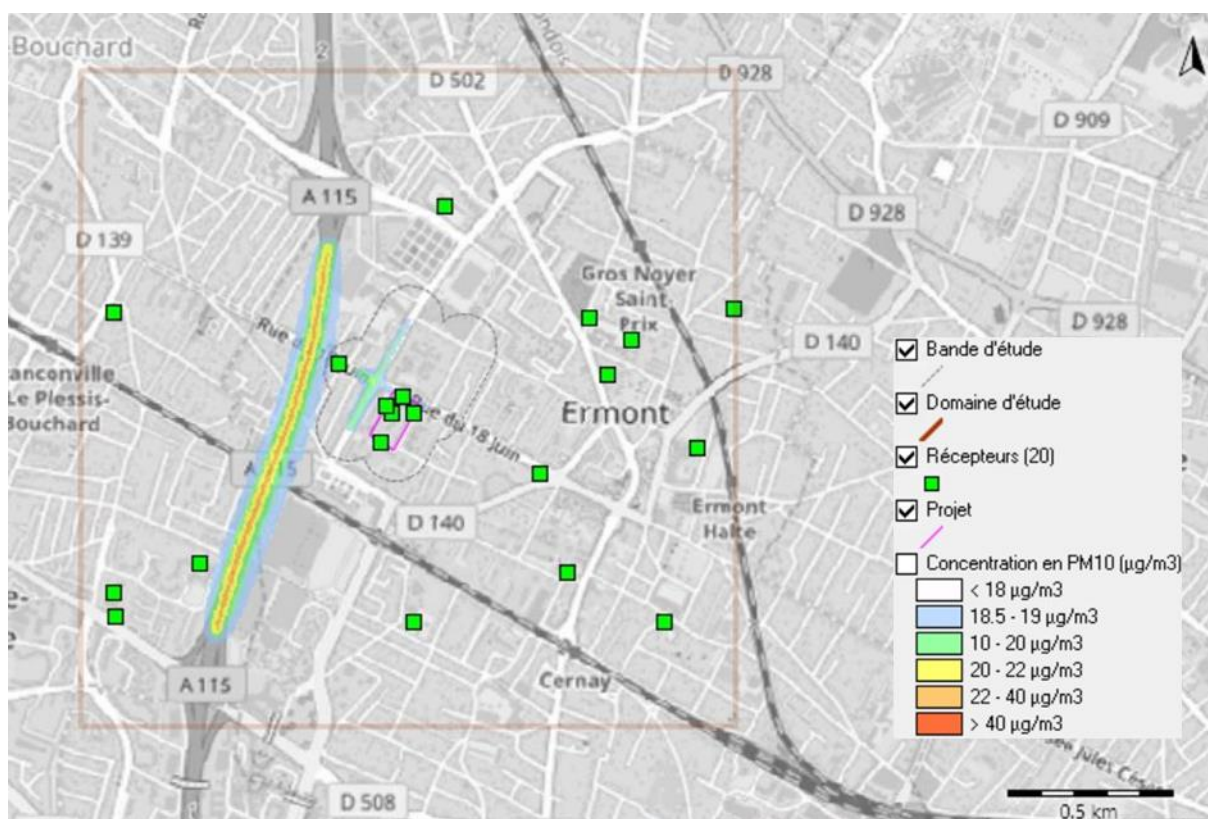 Bouchard
2
D 502
D 928
D 909
A 115
D 928
D 139
Gros Noyer
Saint
Prix
D 928
D 140
Bande d'étude
Domaine d'étude
Récepteurs (20)
Projet
Concentration en PM10 (µg/m3)
< 18 µg/m3
18.5 - 19 µg/m3
10 - 20 µg/m3
20 - 22 µg/m3
22 - 40 µg/m3
> 40 µg/m3
anconville
Le Plessis-
Bouchard
Ermont
Rue du 18 Juin
D 140
Ermont
Halte
A 115
Cernay
D 508
0.5 km